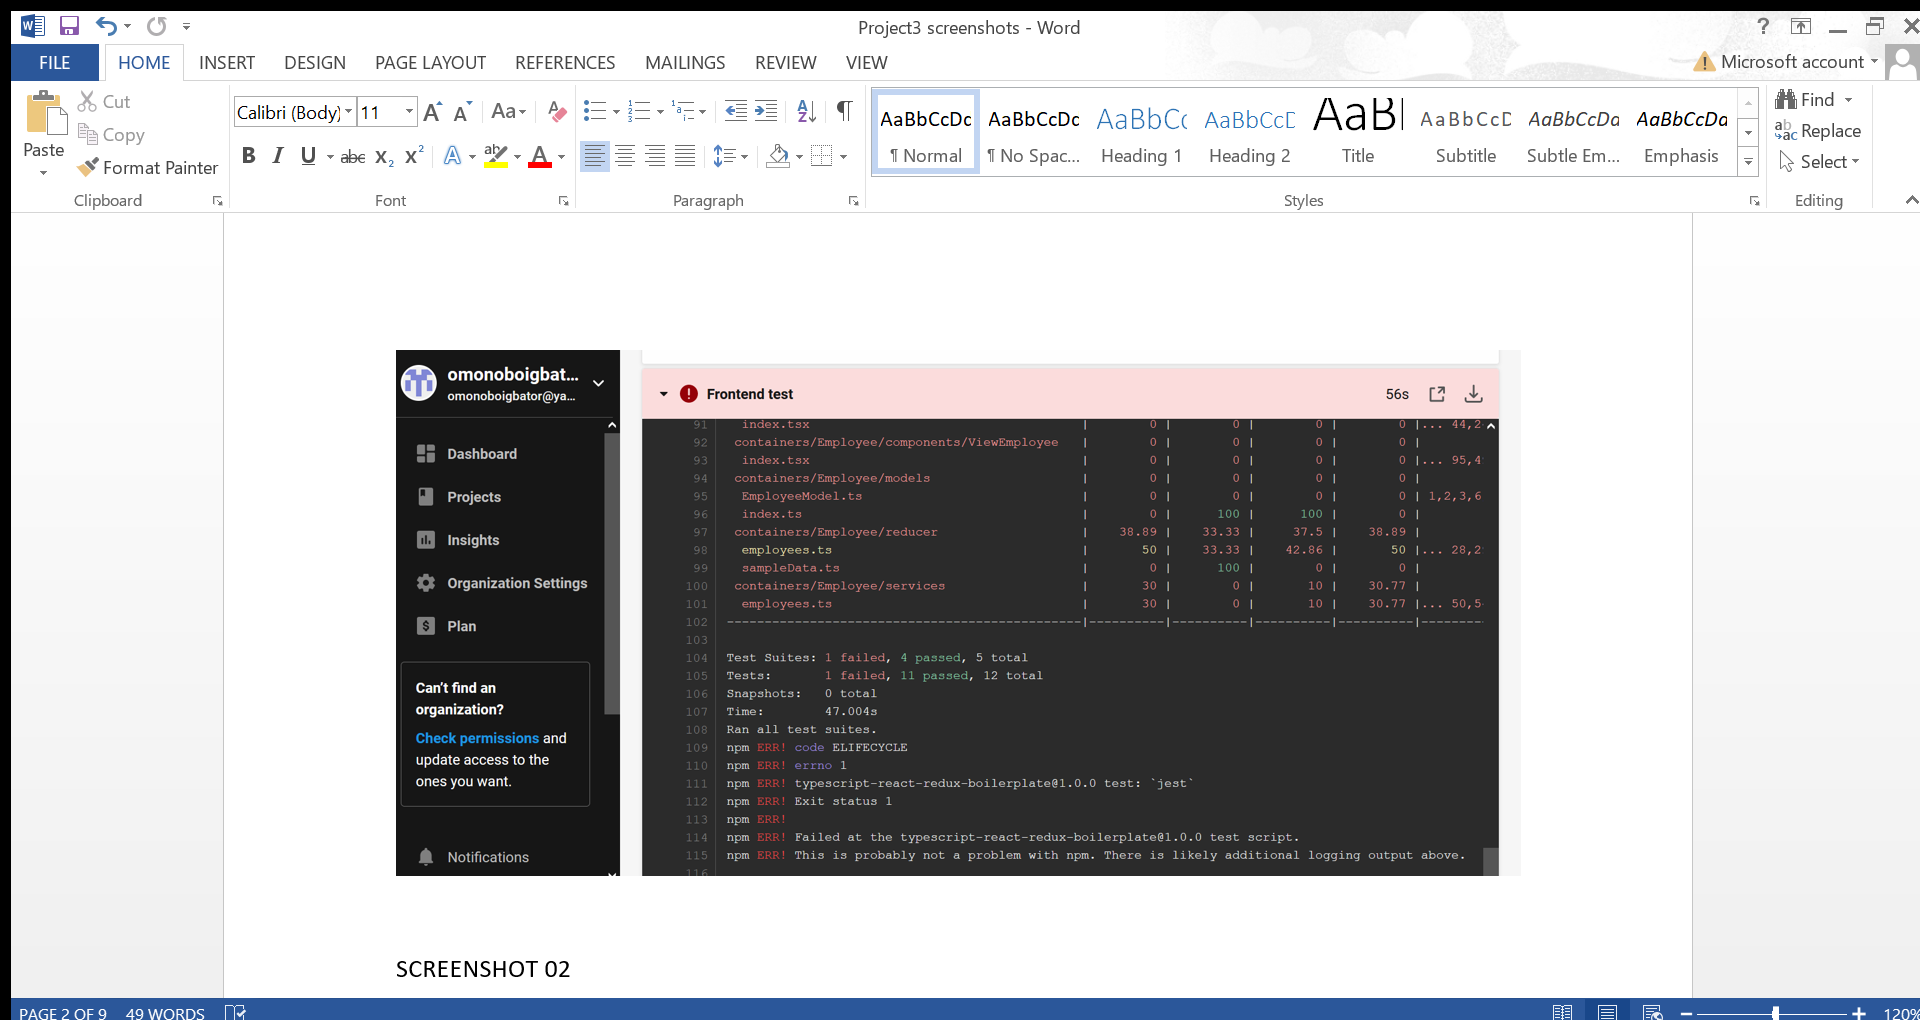 Project3 screenshots - Word
?
FILE HOME INSERT DESIGN PAGE LAYOUT REFERENCES MAILINGS REVIEW VIEW
Microsoft account
Paste
Cut
Copy
Format Painter
Clipboard
Calibri (Body) 11
Font
Paragraph
AaBbCcDc AaBbCcDc AaBbCc AaBbCcD AaBl AaBbCcD AaBbCcDd AaBbCcDd
¶ Normal ¶ No Spac... Heading 1 Heading 2 Title Subtitle Subtle Em... Emphasis
Styles
Find
Replace
Select
Editing
omonoboigbat...
omonoboigbator@ya...
Dashboard
Projects
Insights
Organization Settings
Plan
Can't find an
organization?
Check permissions and
update access to the
ones you want.
Notifications
Frontend test 56s
91 index.tsx | 0 | 0 | 0 | 0 |... 44,2
92 containers/Employee/components/ViewEmployee | 0 | 0 | 0 | 0 |
93 index.tsx | 0 | 0 | 0 | 0 |... 95,4
94 containers/Employee/models | 0 | 0 | 0 | 0 |
95 EmployeeModel.ts | 0 | 0 | 0 | 0 | 1,2,3,6
96 index.ts | 0 | 100 | 100 | 0 |
97 containers/Employee/reducer | 38.89 | 33.33 | 37.5 | 38.89 |
98 employees.ts | 50 | 33.33 | 42.86 | 50 |... 28,2
99 sampleData.ts | 0 | 100 | 0 | 0 |
100 containers/Employee/services | 30 | 0 | 10 | 30.77 |
101 employees.ts | 30 | 0 | 10 | 30.77 |... 50,5
102 -----------------------------------------------|----------|----------|----------|----------|--------
103
104 Test Suites: 1 failed, 4 passed, 5 total
105 Tests: 1 failed, 11 passed, 12 total
106 Snapshots: 0 total
107 Time: 47.004s
108 Ran all test suites.
109 npm ERR! code ELIFECYCLE
110 npm ERR! errno 1
111 npm ERR! typescript-react-redux-boilerplate@1.0.0 test: `jest`
112 npm ERR! Exit status 1
113 npm ERR!
114 npm ERR! Failed at the typescript-react-redux-boilerplate@1.0.0 test script.
115 npm ERR! This is probably not a problem with npm. There is likely additional logging output above.
116
SCREENSHOT 02
PAGE 2 OF 9 49 WORDS
120%